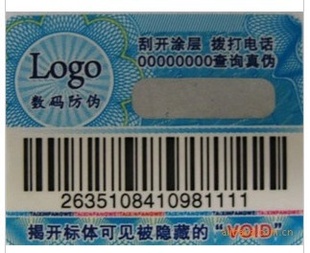 刮开涂层 拨打电话
Logo
00000000查询真伪
数码防伪
2635108410981111
揭开标体可见被隐藏的“VOID”